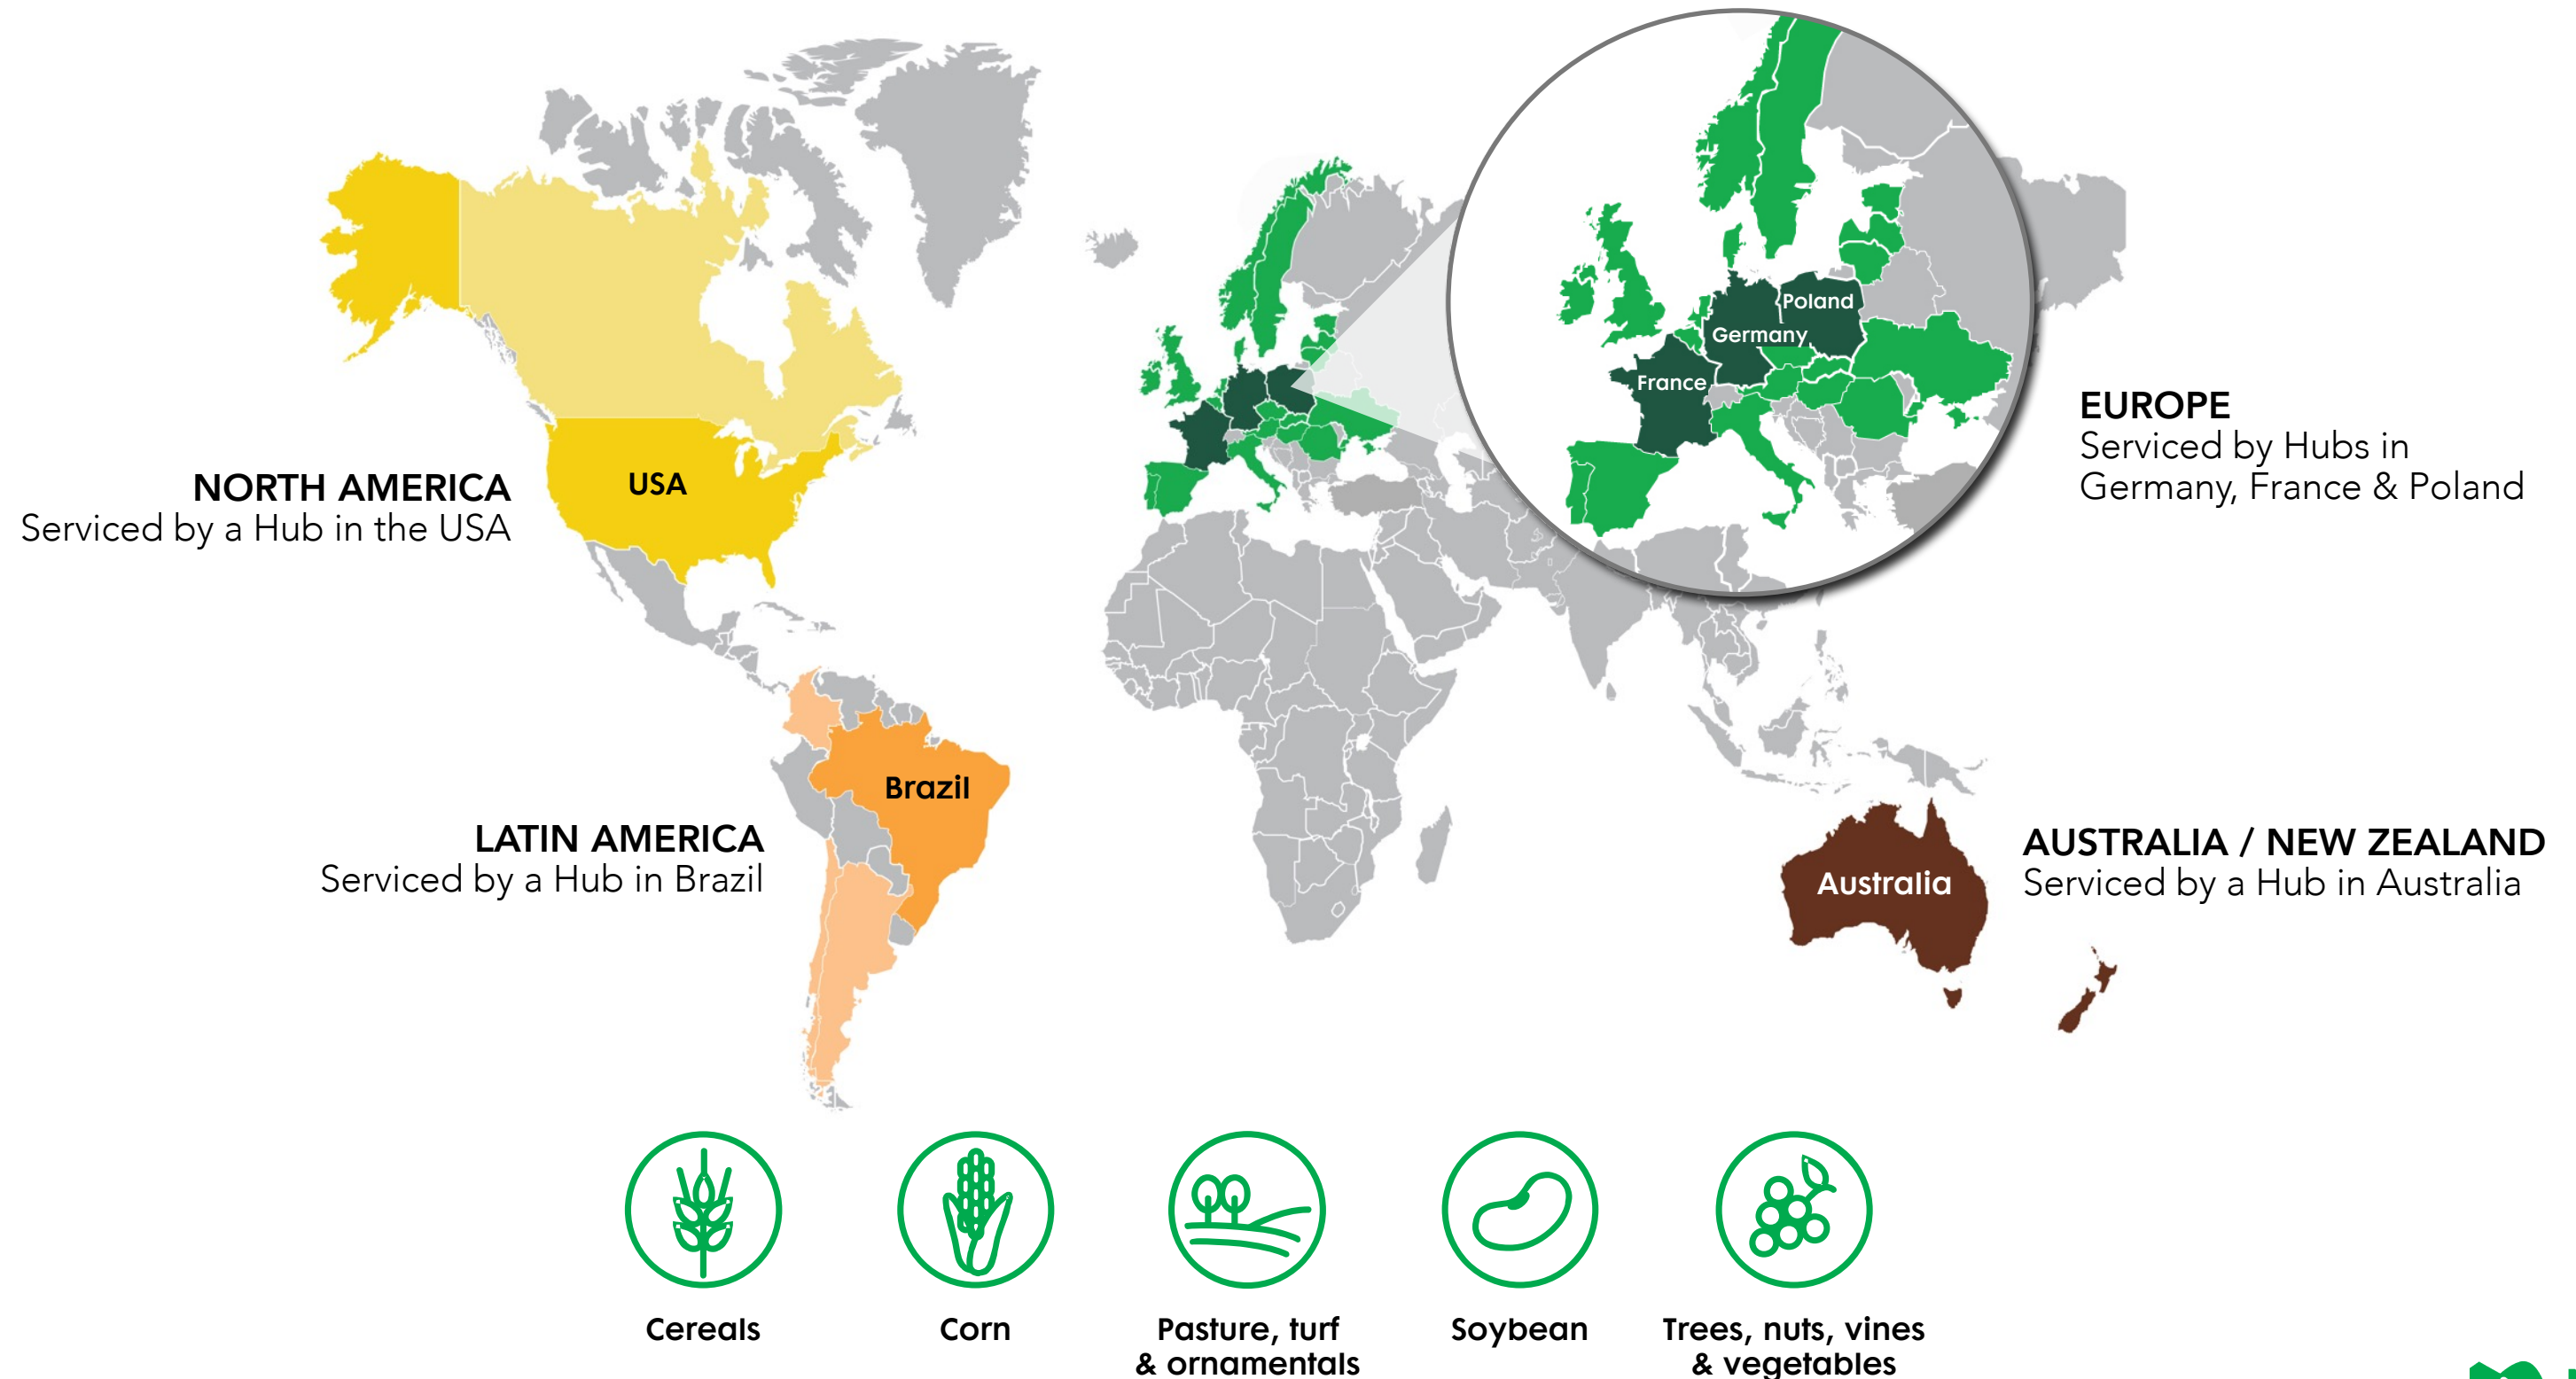 NORTH AMERICA
Serviced by a Hub in the USA
USA
LATIN AMERICA
Serviced by a Hub in Brazil
Brazil
Poland
Germany
France
EUROPE
Serviced by Hubs in
Germany, France & Poland
Australia
AUSTRALIA / NEW ZEALAND
Serviced by a Hub in Australia
Cereals
Corn
Pasture, turf
& ornamentals
Soybean
Trees, nuts, vines
& vegetables